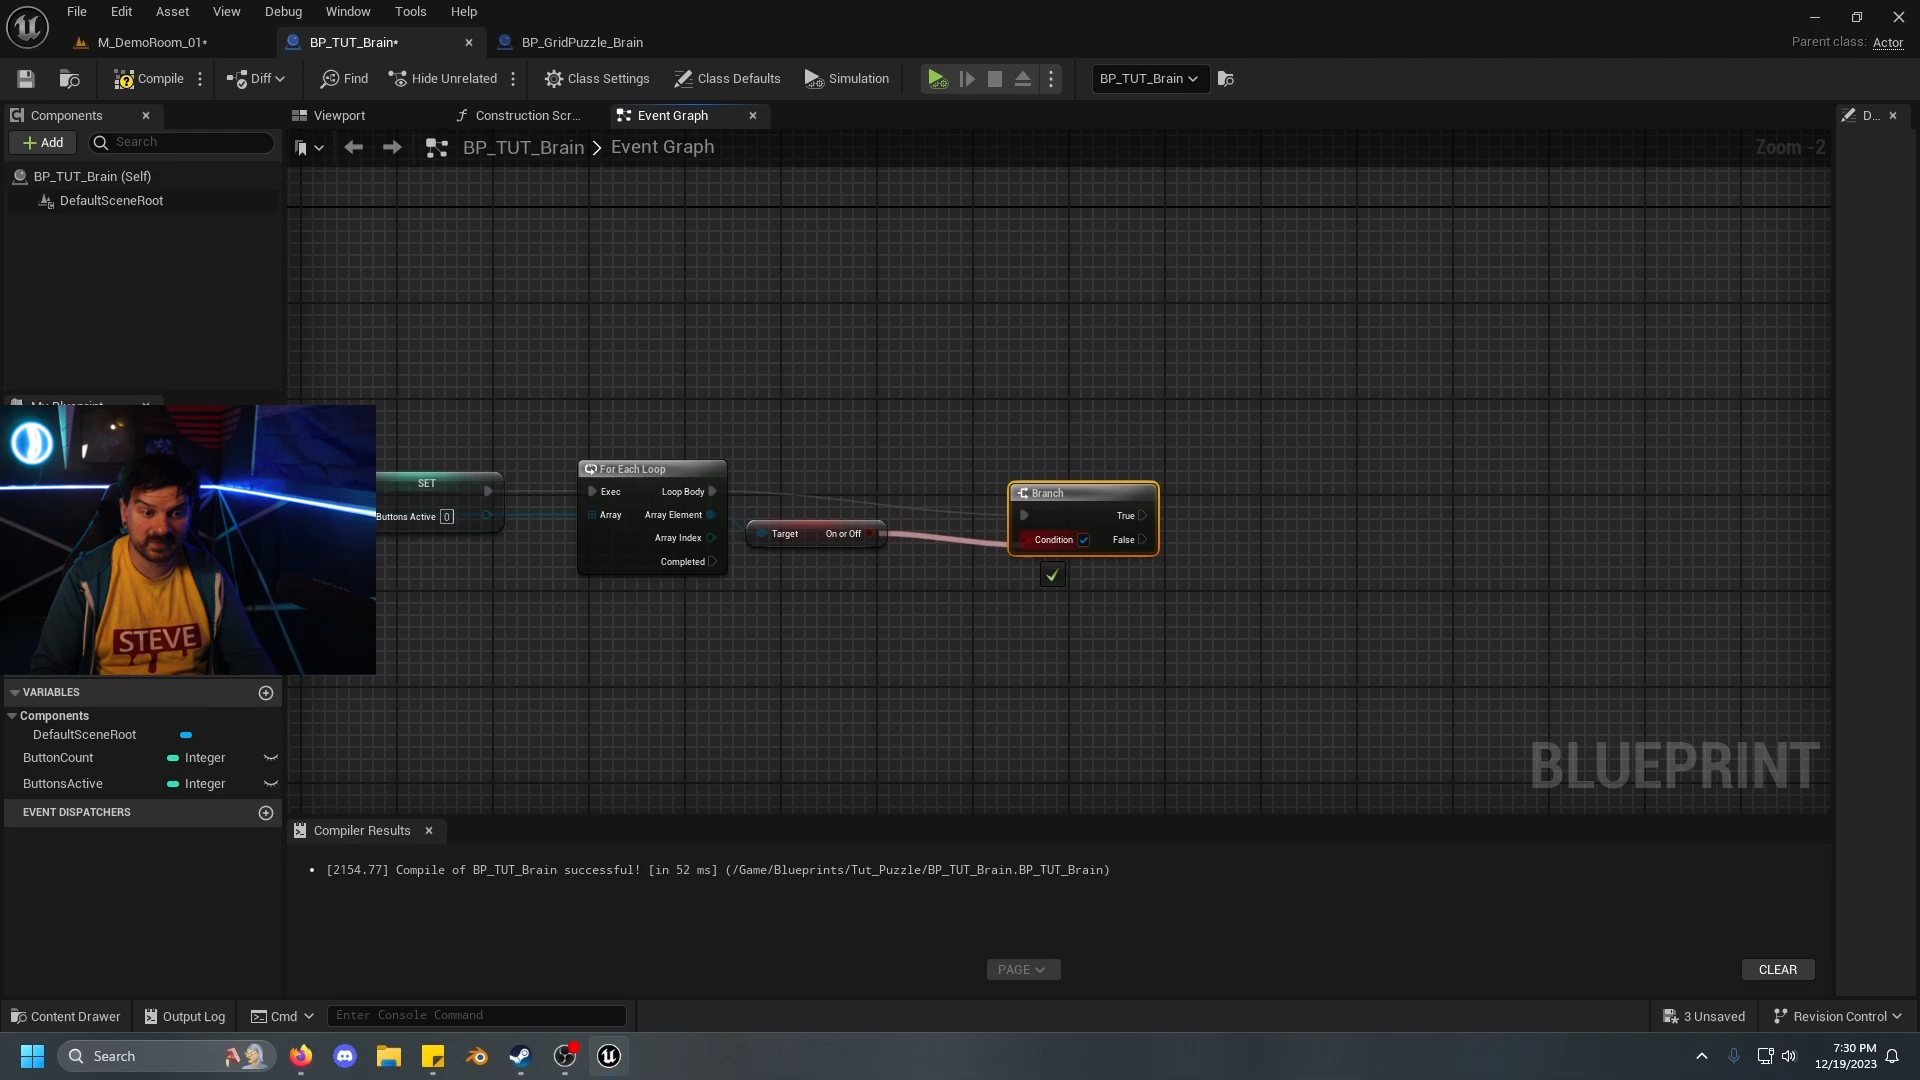 File Edit Asset View Debug Window Tools Help
M_DemoRoom_01* BP_TUT_Brain* BP_GridPuzzle_Brain Parent class: Actor
Compile Diff Find Hide Unrelated Class Settings Class Defaults Simulation BP_TUT_Brain
Components Viewport Construction Scr... Event Graph D...
Add Search BP_TUT_Brain > Event Graph Zoom -2
BP_TUT_Brain (Self)
DefaultSceneRoot
My Blueprint
SET For Each Loop Branch
Exec Loop Body
Buttons Active 0 Array Array Element True
Target On or Off
Array Index Condition False
Completed
STEVE
VARIABLES
Components
DefaultSceneRoot
ButtonCount Integer
ButtonsActive Integer
EVENT DISPATCHERS
BLUEPRINT
Compiler Results
[2154.77] Compile of BP_TUT_Brain successful! [in 52 ms] (/Game/Blueprints/Tut_Puzzle/BP_TUT_Brain.BP_TUT_Brain)
PAGE CLEAR
Content Drawer Output Log Cmd Enter Console Command 3 Unsaved Revision Control
Search 7:30 PM
12/19/2023